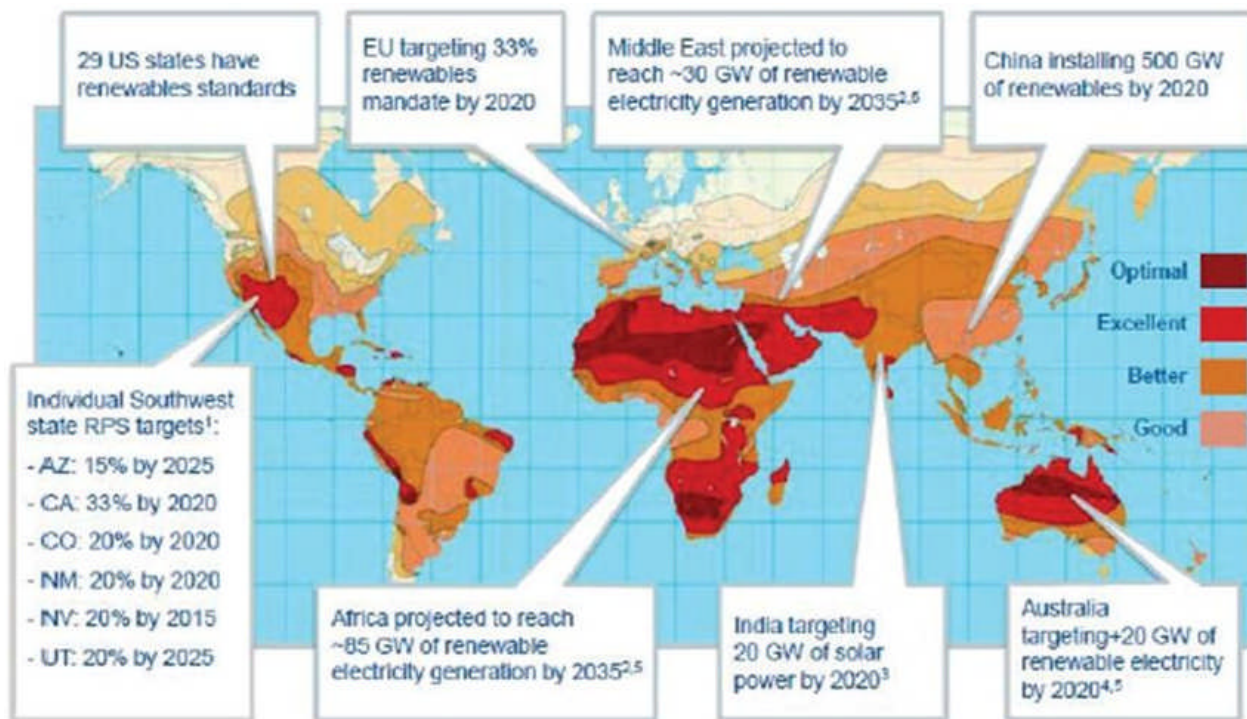 29 US states have
renewables standards
EU targeting 33%
renewables
mandate by 2020
Middle East projected to
reach ~30 GW of renewable
electricity generation by 2035²,⁵
China installing 500 GW
of renewables by 2020
Optimal
Excellent
Better
Good
Individual Southwest
state RPS targets¹:
- AZ: 15% by 2025
- CA: 33% by 2020
- CO: 20% by 2020
- NM: 20% by 2020
- NV: 20% by 2015
- UT: 20% by 2025
Africa projected to reach
~85 GW of renewable
electricity generation by 2035²,⁵
India targeting
20 GW of solar
power by 2020³
Australia
targeting+20 GW of
renewable electricity
by 2020⁴,⁵